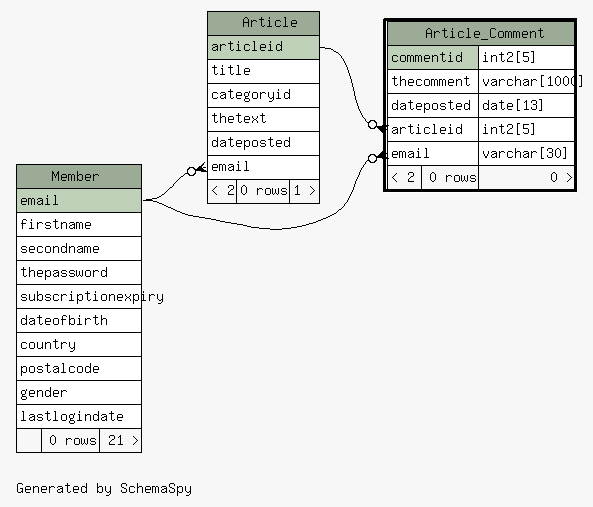 Article
articleid
title
categoryid
thetext
dateposted
email
< 2 0 rows 1 >
Article_Comment
commentid int2[5]
thecomment varchar[1000]
dateposted date[13]
articleid int2[5]
email varchar[30]
< 2 0 rows 0 >
Member
email
firstname
secondname
thepassword
subscriptionexpiry
dateofbirth
country
postalcode
gender
lastlogindate
0 rows 21 >
Generated by SchemaSpy